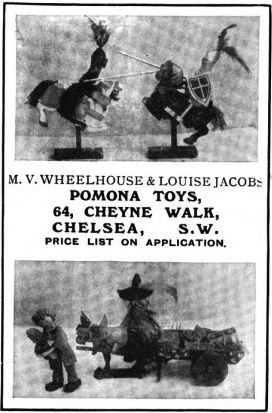 M. V. WHEELHOUSE & LOUISE JACOBS
POMONA TOYS,
64, CHEYNE WALK,
CHELSEA, S.W.
PRICE LIST ON APPLICATION.